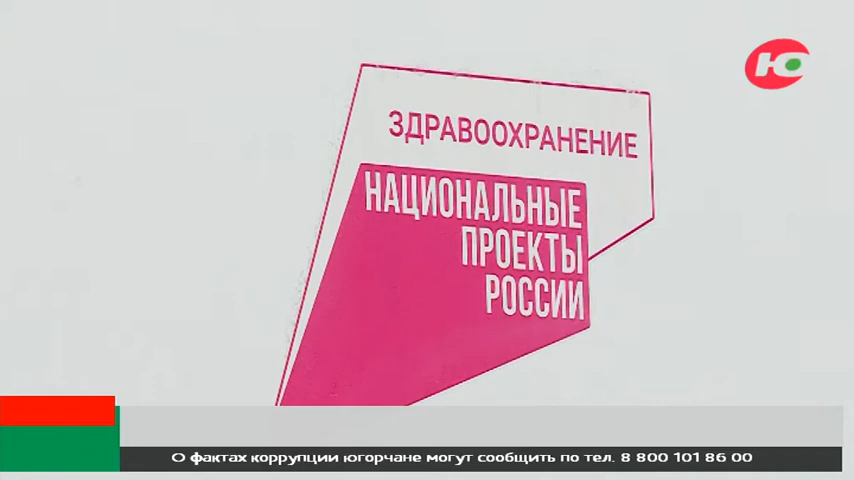 Ю
ЗДРАВООХРАНЕНИЕ
НАЦИОНАЛЬНЫЕ
ПРОЕКТЫ
РОССИИ
О фактах коррупции югорчане могут сообщить по тел. 8 800 101 86 00